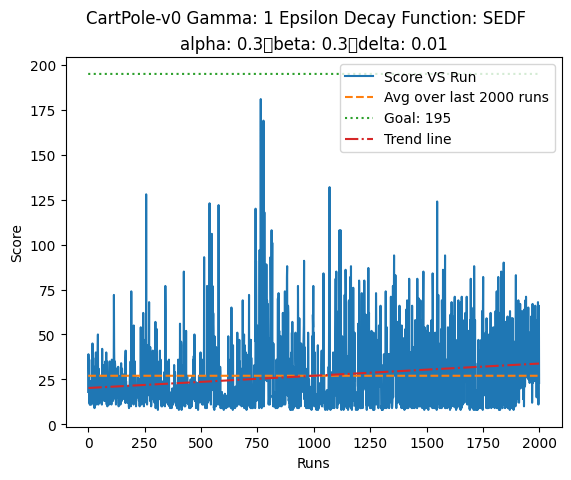 CartPole-v0 Gamma: 1 Epsilon Decay Function: SEDF
alpha: 0.3▯beta: 0.3▯delta: 0.01
200
175
150
125
100
75
50
25
0
Score
Score VS Run
Avg over last 2000 runs
Goal: 195
Trend line
0 250 500 750 1000 1250 1500 1750 2000
Runs